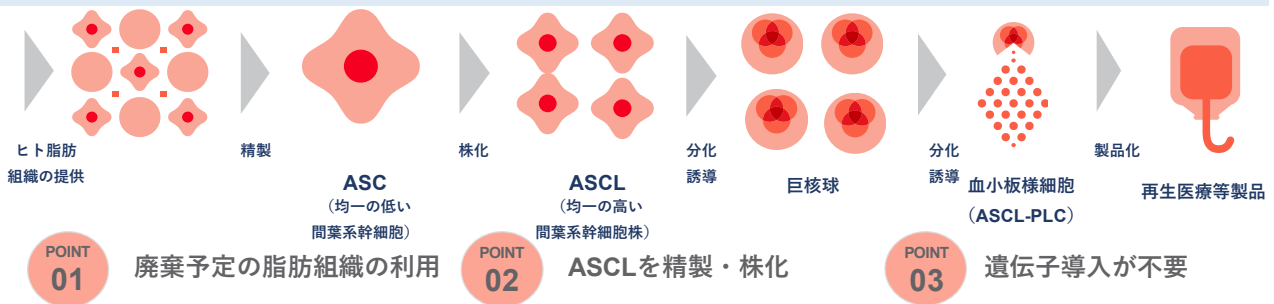 ヒト脂肪
組織の提供
精製
ASC
（均一の低い
間葉系幹細胞）
株化
ASCL
（均一の高い
間葉系幹細胞株）
分化
誘導
巨核球
分化
誘導
血小板様細胞
（ASCL-PLC）
製品化
再生医療等製品
POINT
01
廃棄予定の脂肪組織の利用
POINT
02
ASCLを精製・株化
POINT
03
遺伝子導入が不要